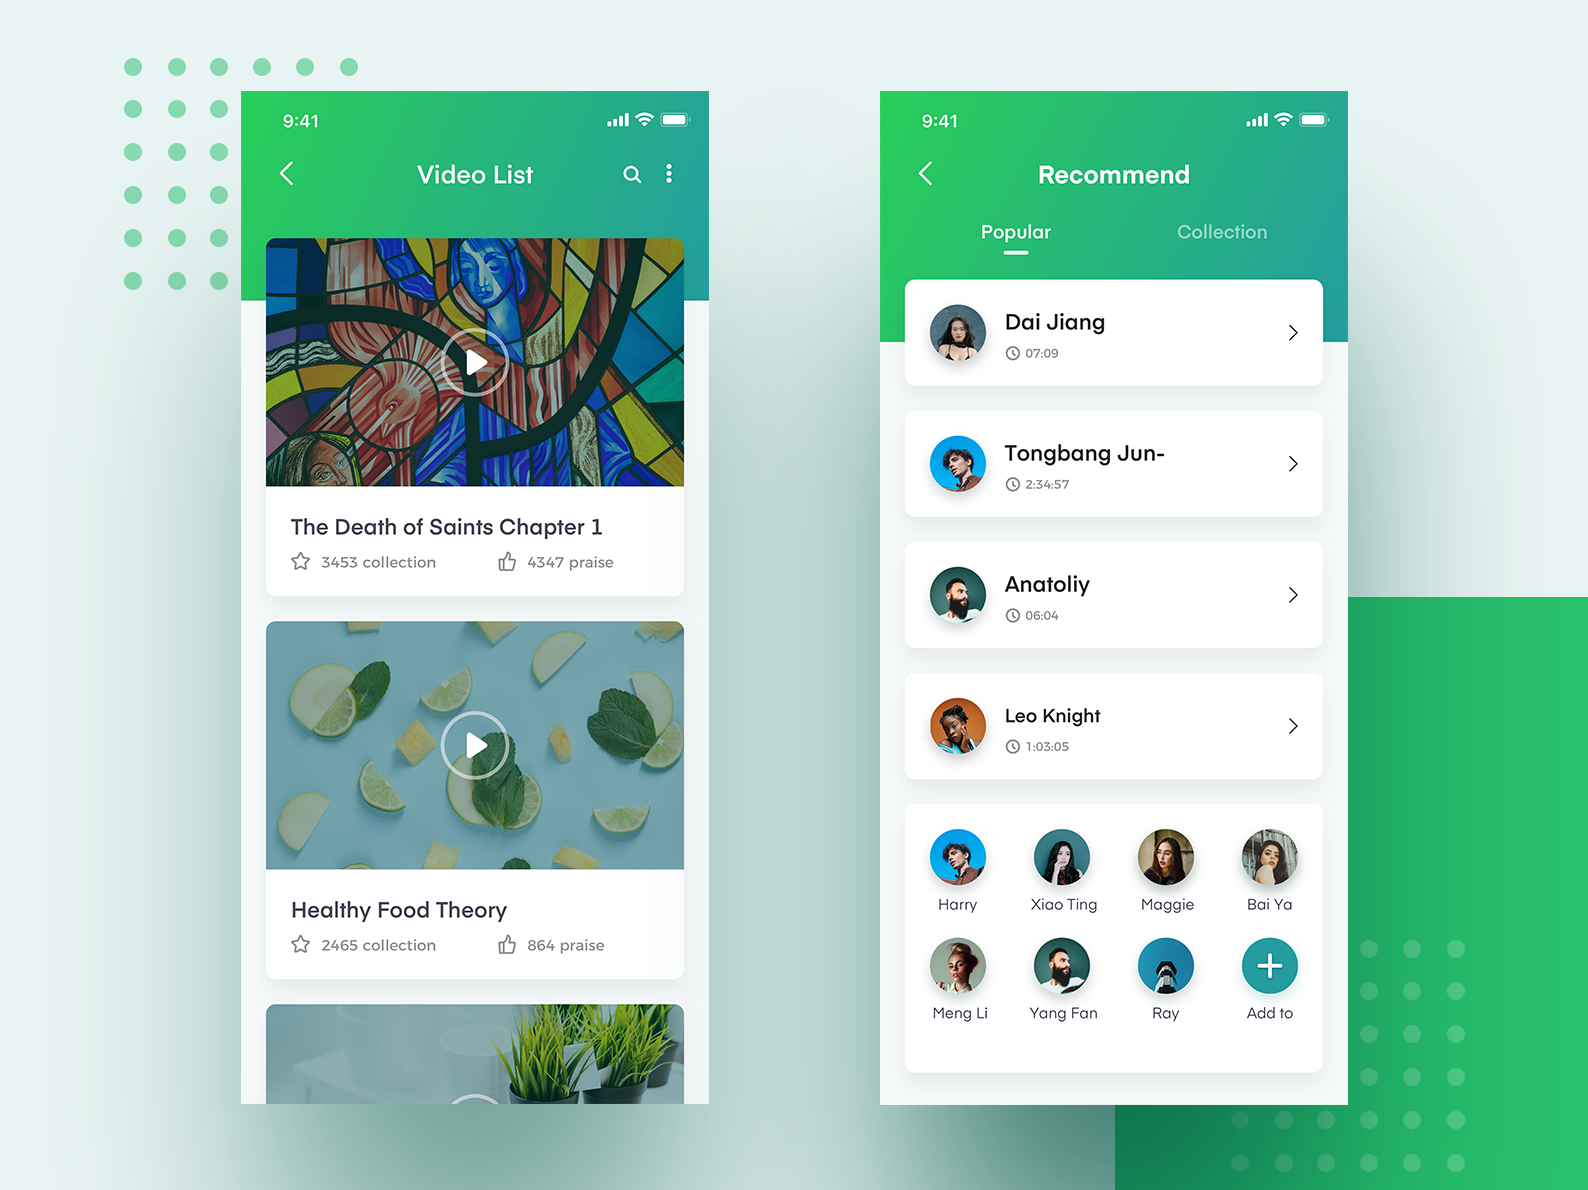 9:41
Video List
The Death of Saints Chapter 1
3453 collection
4347 praise
Healthy Food Theory
2465 collection
864 praise
9:41
Recommend
Popular
Collection
Dai Jiang
07:09
Tongbang Jun-
2:34:57
Anatoliy
06:04
Leo Knight
1:03:05
Harry
Xiao Ting
Maggie
Bai Ya
Meng Li
Yang Fan
Ray
Add to